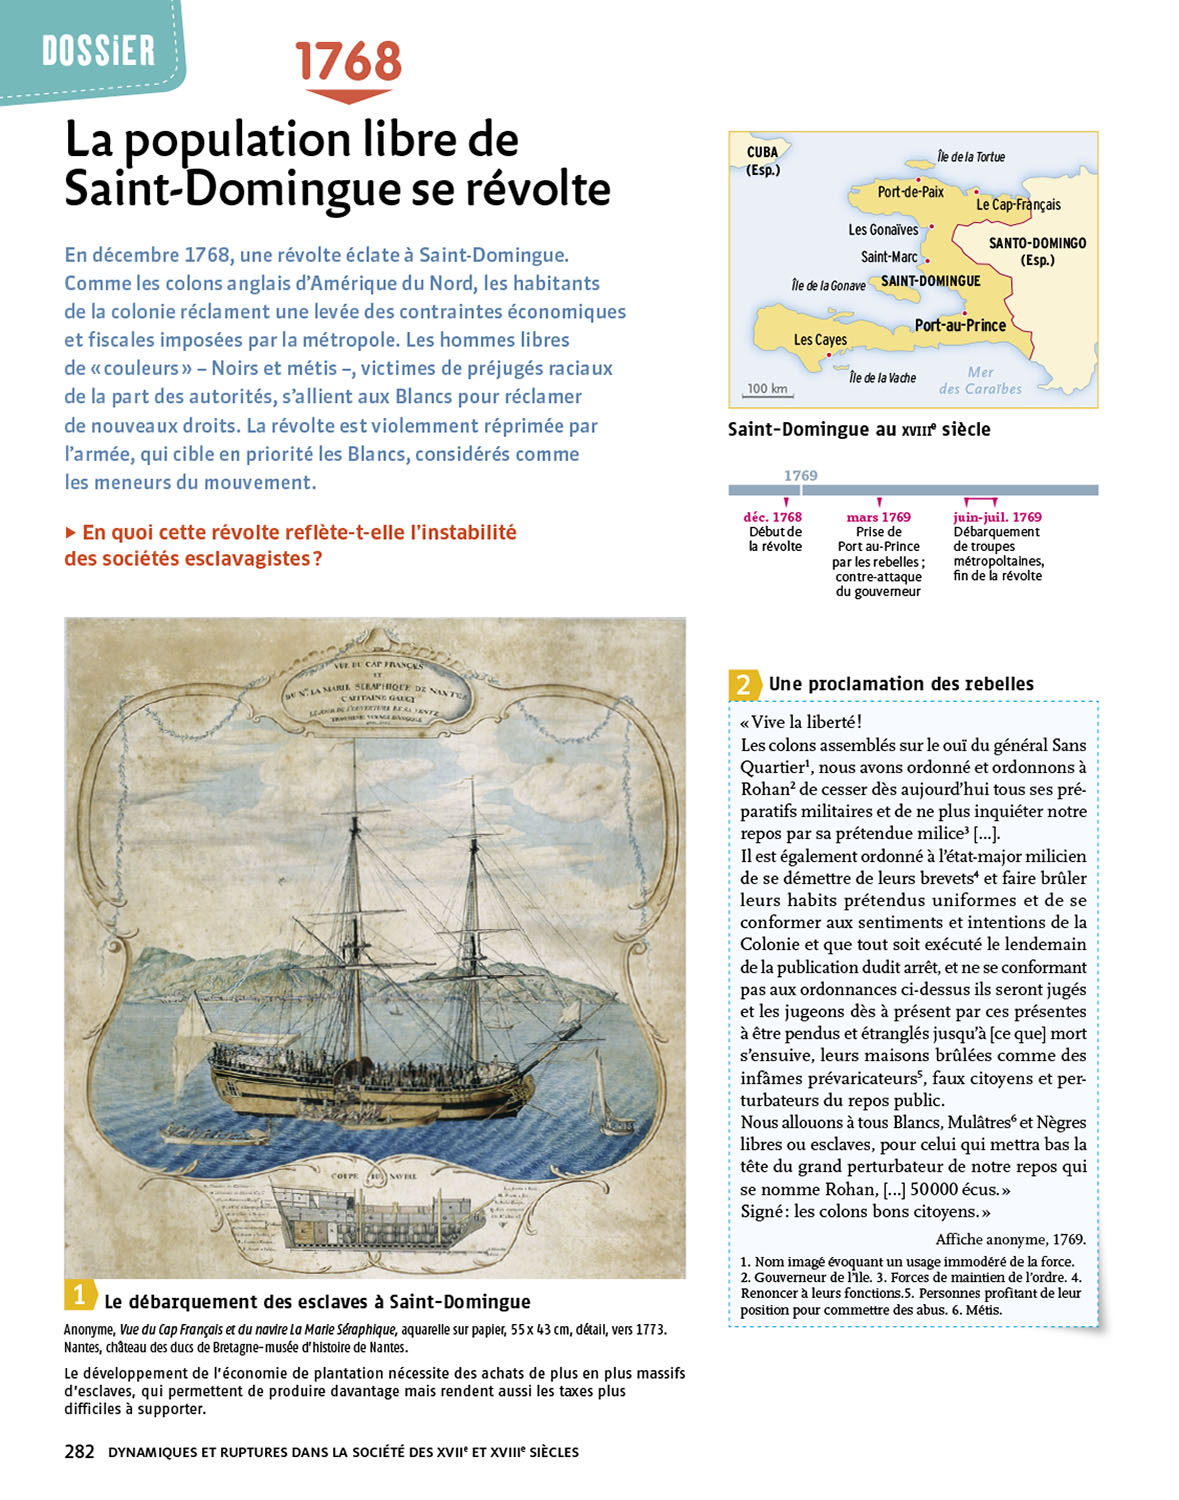 DOSSiER
1768
La population libre de
Saint-Domingue se révolte
En décembre 1768, une révolte éclate à Saint-Domingue.
Comme les colons anglais d'Amérique du Nord, les habitants
de la colonie réclament une levée des contraintes économiques
et fiscales imposées par la métropole. Les hommes libres
de « couleurs » – Noirs et métis –, victimes de préjugés raciaux
de la part des autorités, s'allient aux Blancs pour réclamer
de nouveaux droits. La révolte est violemment réprimée par
l'armée, qui cible en priorité les Blancs, considérés comme
les meneurs du mouvement.
▶ En quoi cette révolte reflète-t-elle l'instabilité
des sociétés esclavagistes ?
CUBA
(Esp.)
Île de la Tortue
Port-de-Paix
Le Cap-Français
Les Gonaïves
SANTO-DOMINGO
(Esp.)
Saint-Marc
Île de la Gonave
SAINT-DOMINGUE
Port-au-Prince
Les Cayes
Île de la Vache
Mer
des Caraïbes
100 km
Saint-Domingue au XVIIIe siècle
1769
déc. 1768
Début de
la révolte
mars 1769
Prise de
Port au-Prince
par les rebelles ;
contre-attaque
du gouverneur
juin-juil. 1769
Débarquement
de troupes
métropoltaines,
fin de la révolte
VUE DU CAP FRANÇAIS
ET
DU Nre. LA MARIE SERAPHIQUE DE NANTES
CAPITAINE GAUGY
LE JOUR DE L'OUVERTURE DE SA VENTE
TROISIEME VOYAGE D'ANGOLE
COUPE DU NAVIRE
1 Le débarquement des esclaves à Saint-Domingue
Anonyme, Vue du Cap Français et du navire La Marie Séraphique, aquarelle sur papier, 55 x 43 cm, détail, vers 1773.
Nantes, château des ducs de Bretagne–musée d'histoire de Nantes.
Le développement de l'économie de plantation nécessite des achats de plus en plus massifs
d'esclaves, qui permettent de produire davantage mais rendent aussi les taxes plus
difficiles à supporter.
2 Une proclamation des rebelles
« Vive la liberté !
Les colons assemblés sur le ouï du général Sans
Quartier1, nous avons ordonné et ordonnons à
Rohan2 de cesser dès aujourd'hui tous ses pré-
paratifs militaires et de ne plus inquiéter notre
repos par sa prétendue milice3 [...].
Il est également ordonné à l'état-major milicien
de se démettre de leurs brevets4 et faire brûler
leurs habits prétendus uniformes et de se
conformer aux sentiments et intentions de la
Colonie et que tout soit exécuté le lendemain
de la publication dudit arrêt, et ne se conformant
pas aux ordonnances ci-dessus ils seront jugés
et les jugeons dès à présent par ces présentes
à être pendus et étranglés jusqu'à [ce que] mort
s'ensuive, leurs maisons brûlées comme des
infâmes prévaricateurs5, faux citoyens et per-
turbateurs du repos public.
Nous allouons à tous Blancs, Mulâtres6 et Nègres
libres ou esclaves, pour celui qui mettra bas la
tête du grand perturbateur de notre repos qui
se nomme Rohan, [...] 50 000 écus. »
Signé : les colons bons citoyens. »
Affiche anonyme, 1769.
1. Nom imagé évoquant un usage immodéré de la force.
2. Gouverneur de l'île. 3. Forces de maintien de l'ordre. 4.
Renoncer à leurs fonctions.5. Personnes profitant de leur
position pour commettre des abus. 6. Métis.
282 DYNAMIQUES ET RUPTURES DANS LA SOCIÉTÉ DES XVIIe ET XVIIIe SIÈCLES